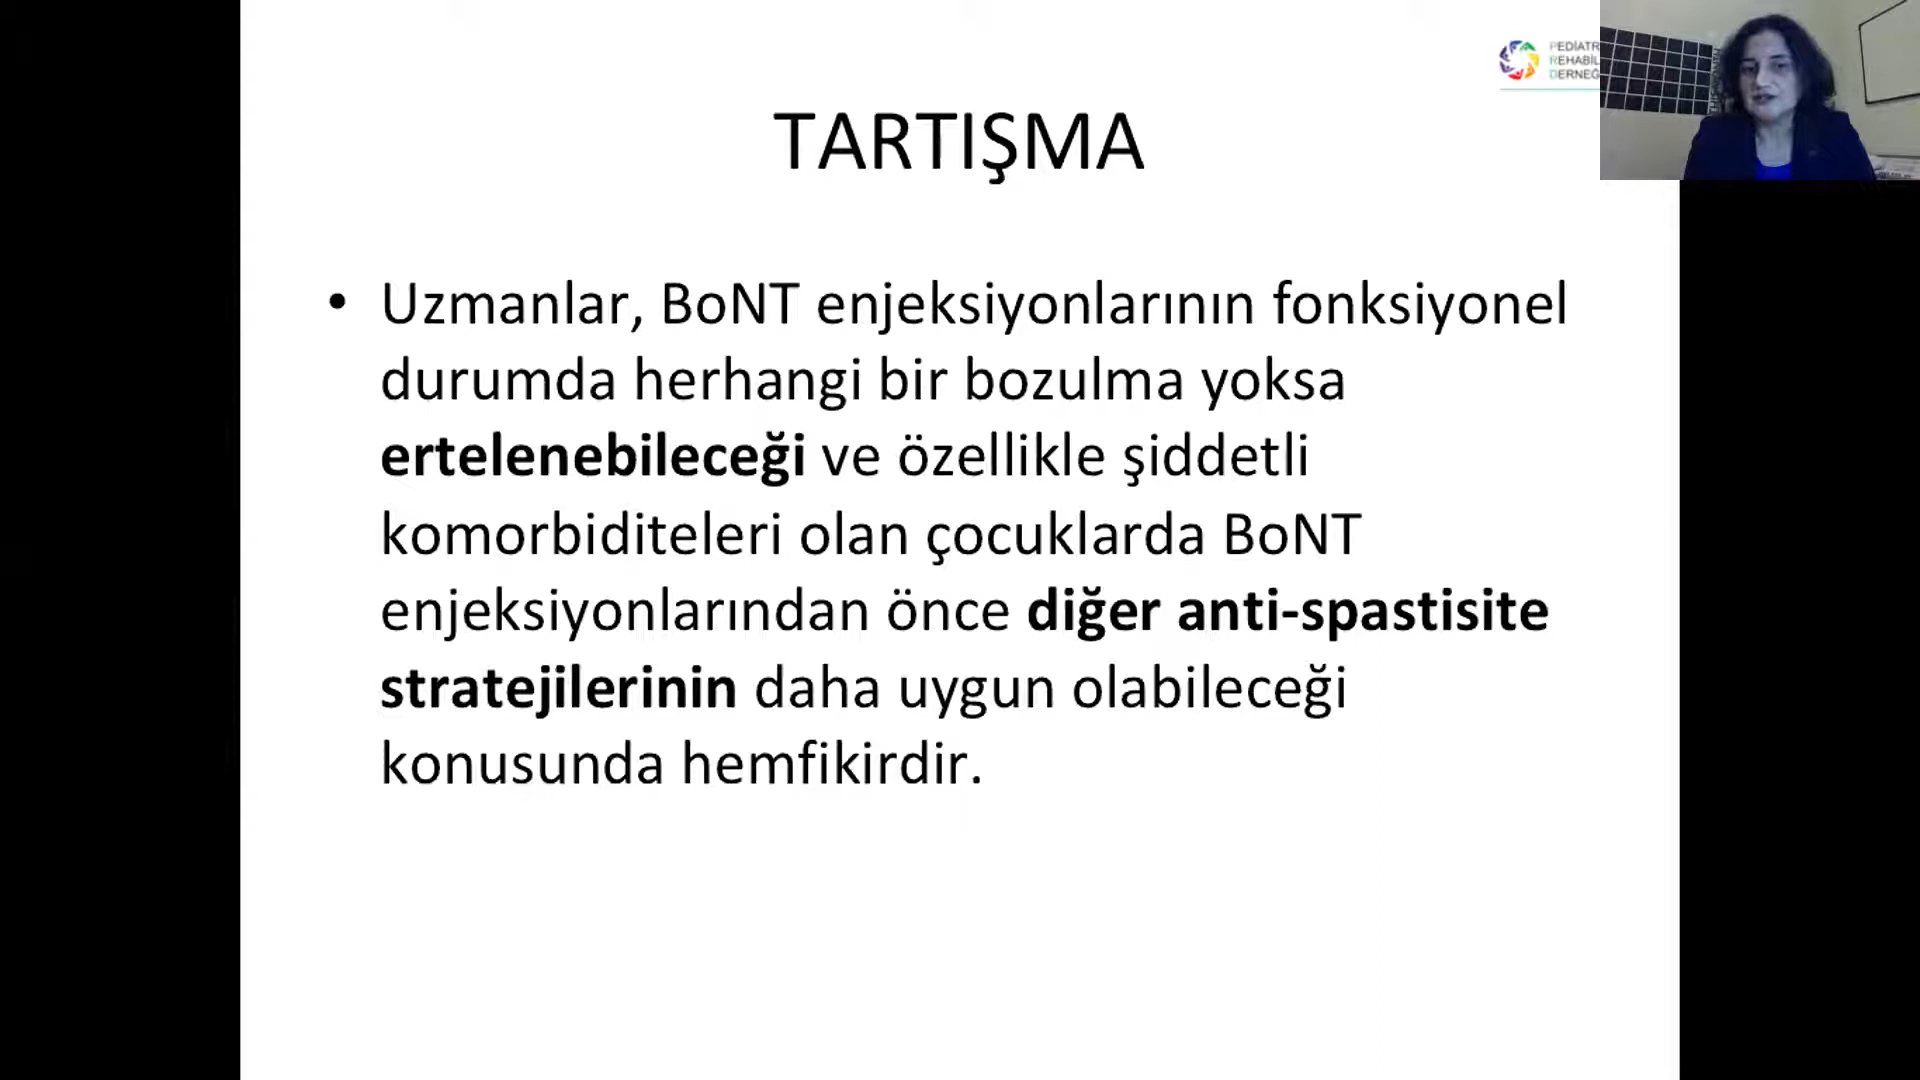 TARTIŞMA
• Uzmanlar, BoNT enjeksiyonlarının fonksiyonel
durumda herhangi bir bozulma yoksa
ertelenebileceği ve özellikle şiddetli
komorbiditeleri olan çocuklarda BoNT
enjeksiyonlarından önce diğer anti-spastisite
stratejilerinin daha uygun olabileceği
konusunda hemfikirdir.